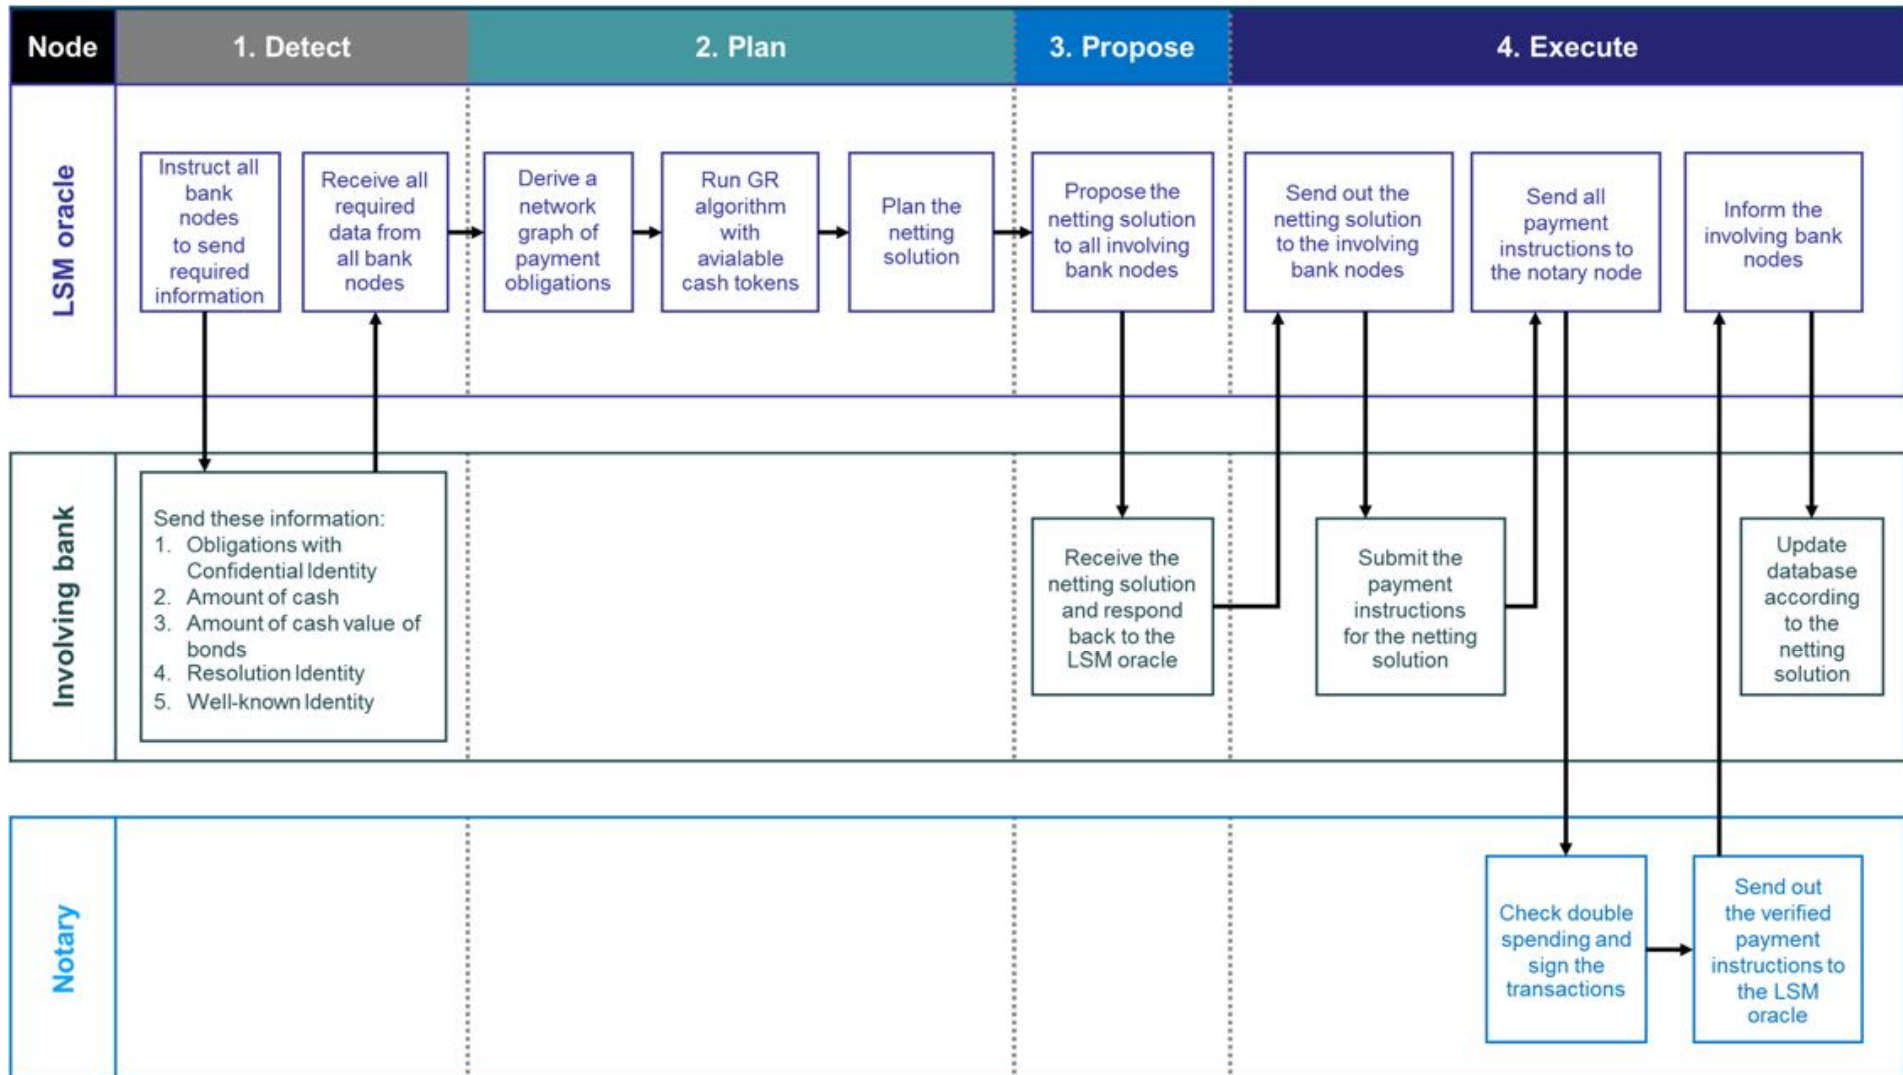 Node
1. Detect
2. Plan
3. Propose
4. Execute
LSM oracle
Instruct all
bank
nodes
to send
required
information
Receive all
required
data from
all bank
nodes
Derive a
network
graph of
payment
obligations
Run GR
algorithm
with
avialable
cash tokens
Plan the
netting
solution
Propose the
netting solution
to all involving
bank nodes
Send out the
netting solution
to the involving
bank nodes
Send all
payment
instructions to
the notary node
Inform the
involving bank
nodes
Involving bank
Send these information:
1. Obligations with
Confidential Identity
2. Amount of cash
3. Amount of cash value of
bonds
4. Resolution Identity
5. Well-known Identity
Receive the
netting solution
and respond
back to the
LSM oracle
Submit the
payment
instructions
for the netting
solution
Update
database
according
to the
netting
solution
Notary
Check double
spending and
sign the
transactions
Send out
the verified
payment
instructions to
the LSM
oracle